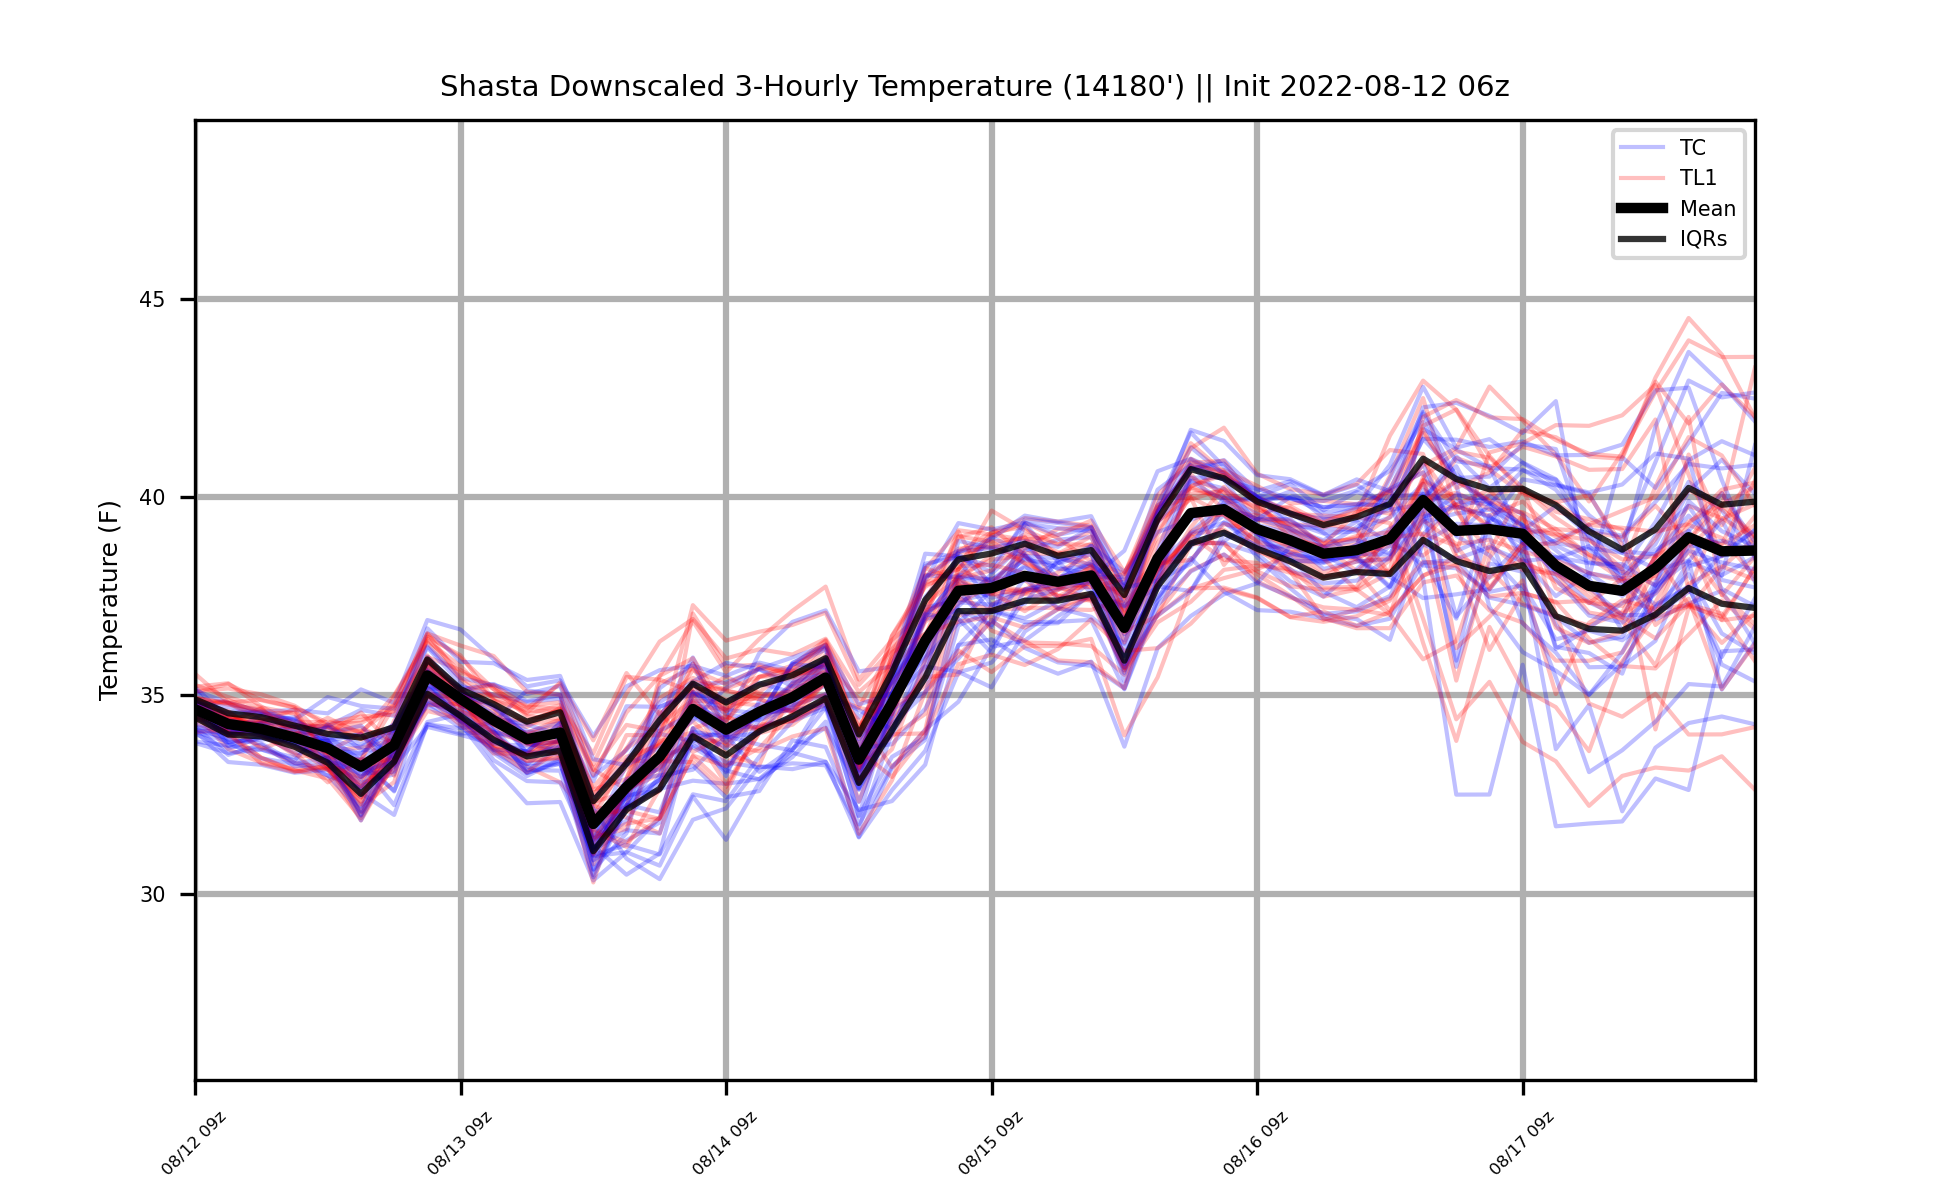 Shasta Downscaled 3-Hourly Temperature (14180') || Init 2022-08-12 06z
TC
TL1
Mean
IQRs
Temperature (F)
45
40
35
30
08/12 09z
08/13 09z
08/14 09z
08/15 09z
08/16 09z
08/17 09z